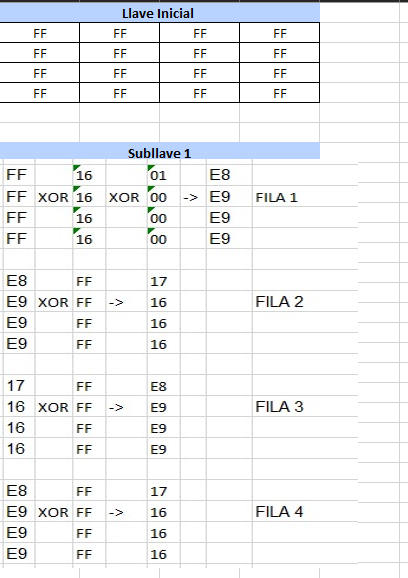 Llave Inicial
FF FF FF FF
FF FF FF FF
FF FF FF FF
FF FF FF FF
Subllave 1
FF 16 01 E8
FF XOR 16 XOR 00 -> E9 FILA 1
FF 16 00 E9
FF 16 00 E9
E8 FF 17
E9 XOR FF -> 16 FILA 2
E9 FF 16
E9 FF 16
17 FF E8
16 XOR FF -> E9 FILA 3
16 FF E9
16 FF E9
E8 FF 17
E9 XOR FF -> 16 FILA 4
E9 FF 16
E9 FF 16